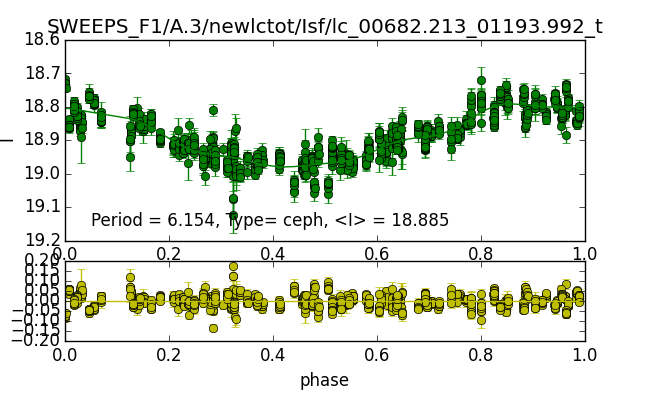 SWEEPS_F1/A.3/newlctot/Isf/lc_00682.213_01193.992_t
18.6
18.7
18.8
18.9
19.0
19.1
19.2
I
Period = 6.154, Type= ceph, <I> = 18.885
0.0 0.2 0.4 0.6 0.8 1.0
0.20
0.15
0.10
0.05
0.00
−0.05
−0.10
−0.15
−0.20
0.0 0.2 0.4 0.6 0.8 1.0
phase